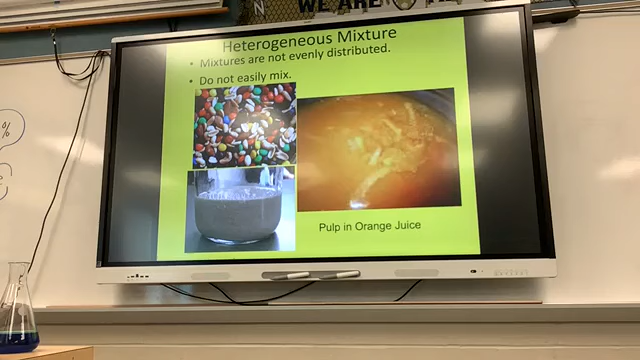 N WE ARE
Heterogeneous Mixture
• Mixtures are not evenly distributed.
• Do not easily mix.
Pulp in Orange Juice
%